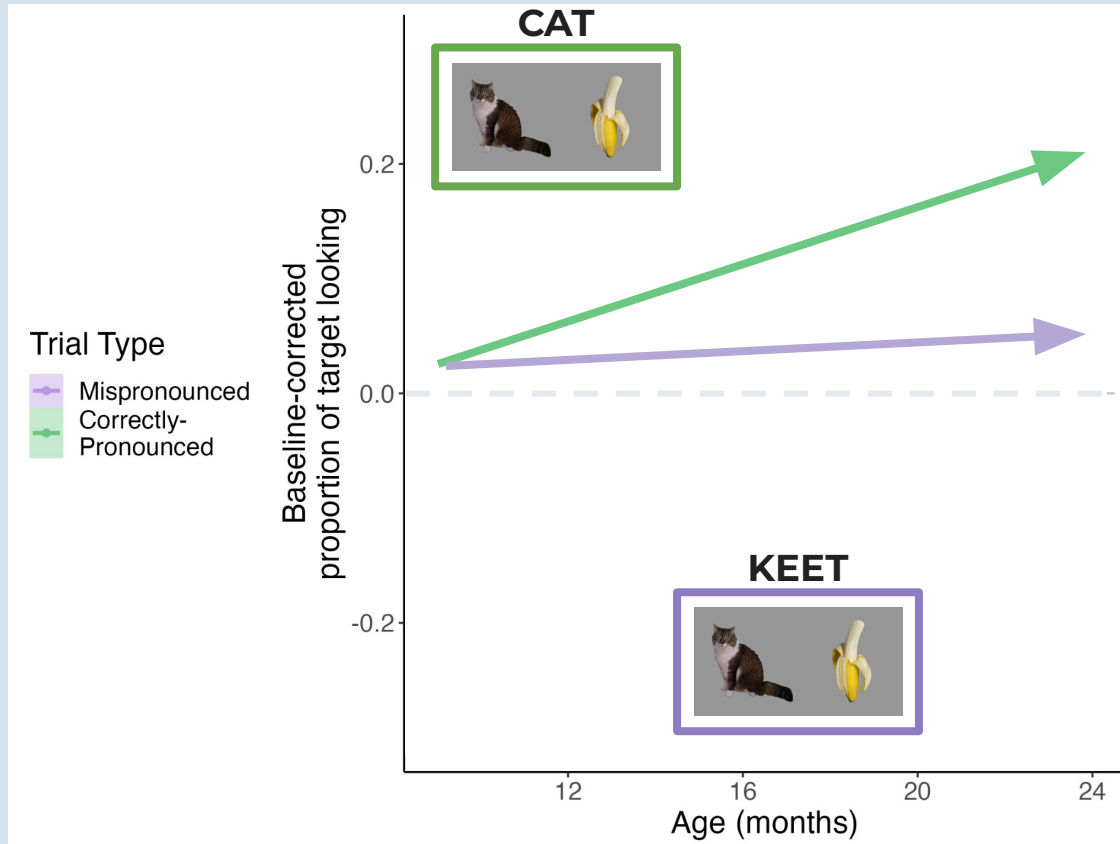 CAT
0.2
0.0
-0.2
Baseline-corrected
proportion of target looking
Trial Type
Mispronounced
Correctly-
Pronounced
KEET
12
16
20
24
Age (months)